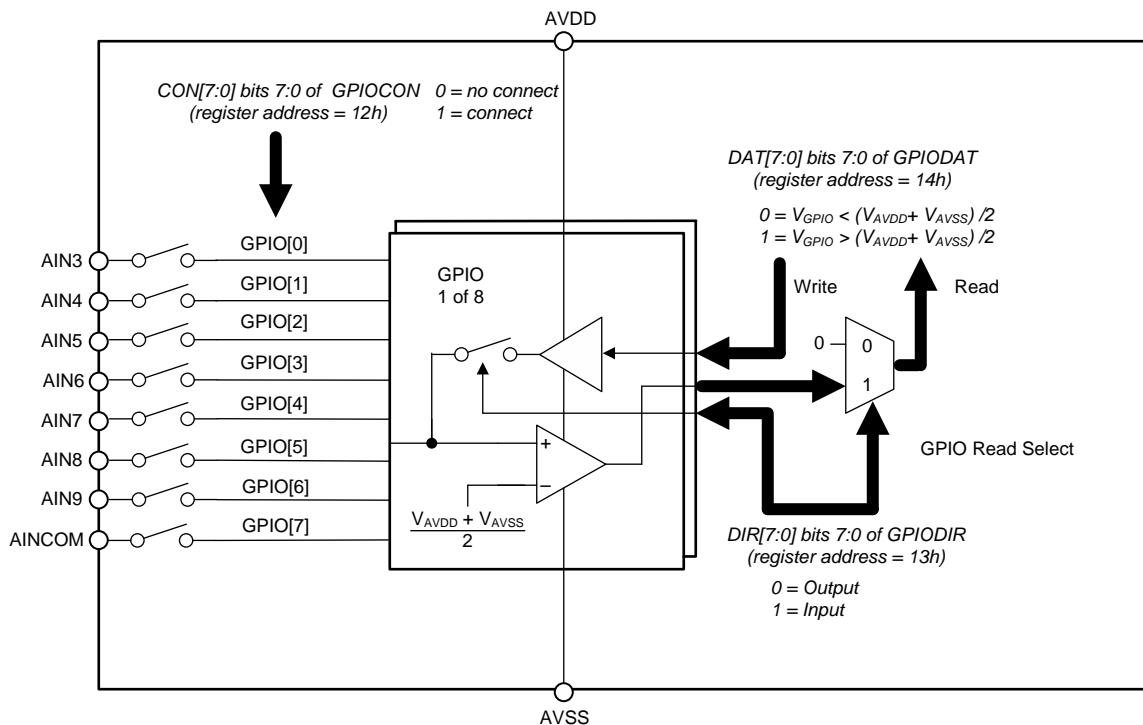 AVDD
CON[7:0] bits 7:0 of GPIOCON
(register address = 12h)
0 = no connect
1 = connect
DAT[7:0] bits 7:0 of GPIODAT
(register address = 14h)
0 = VGPIO < (VAVDD+ VAVSS) /2
1 = VGPIO > (VAVDD+ VAVSS) /2
Write
Read
AIN3
GPIO[0]
AIN4
GPIO[1]
AIN5
GPIO[2]
AIN6
GPIO[3]
AIN7
GPIO[4]
AIN8
GPIO[5]
AIN9
GPIO[6]
AINCOM
GPIO[7]
GPIO
1 of 8
+
–
VAVDD + VAVSS
2
0
0
1
GPIO Read Select
DIR[7:0] bits 7:0 of GPIODIR
(register address = 13h)
0 = Output
1 = Input
AVSS